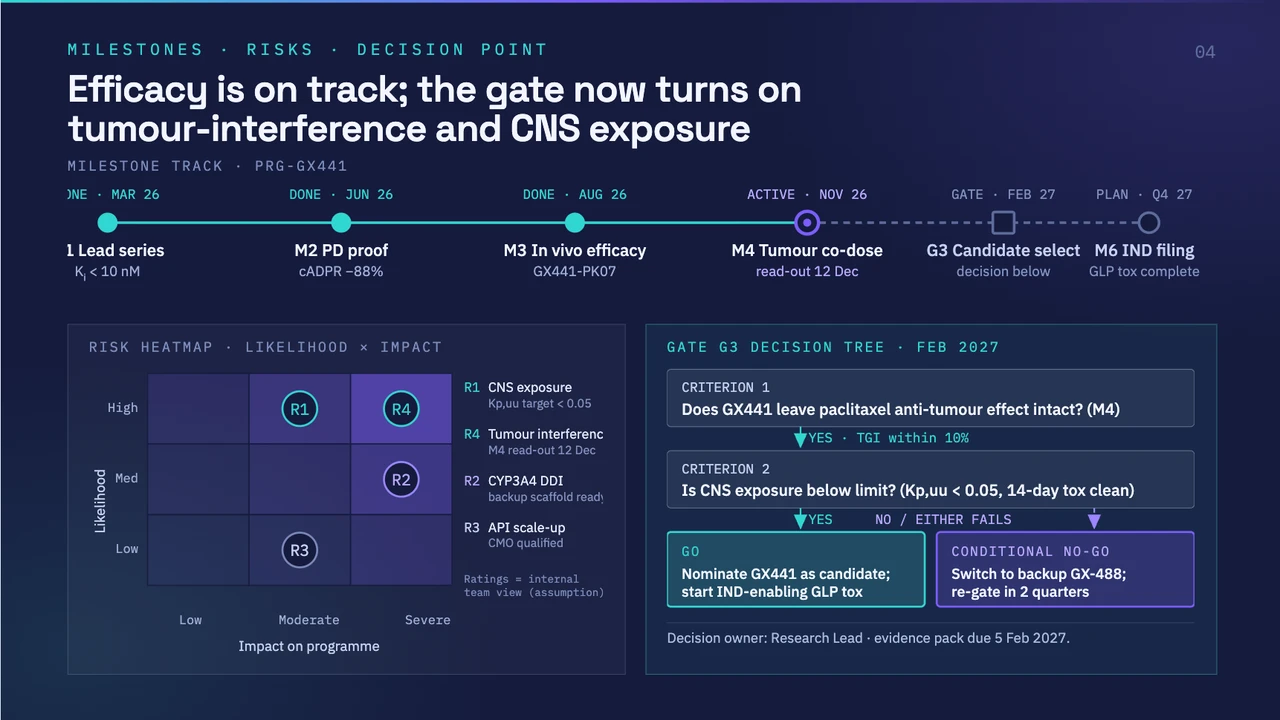 MILESTONES · RISKS · DECISION POINT
04
Efficacy is on track; the gate now turns on
tumour-interference and CNS exposure
MILESTONE TRACK · PRG-GX441
· MAR 26
DONE · JUN 26
DONE · AUG 26
ACTIVE · NOV 26
GATE · FEB 27
PLAN · Q4 27
1 Lead series
M2 PD proof
M3 In vivo efficacy
M4 Tumour co-dose
G3 Candidate select
M6 IND filing
Ki < 10 nM
cADPR −88%
GX441-PK07
read-out 12 Dec
decision below
GLP tox complete
RISK HEATMAP · LIKELIHOOD × IMPACT
High
Med
Low
Likelihood
R1
R4
R2
R3
Low
Moderate
Severe
Impact on programme
R1 CNS exposure
Kp,uu target < 0.05
R4 Tumour interferenc
M4 read-out 12 Dec
R2 CYP3A4 DDI
backup scaffold ready
R3 API scale-up
CMO qualified
Ratings = internal
team view (assumption)
GATE G3 DECISION TREE · FEB 2027
CRITERION 1
Does GX441 leave paclitaxel anti-tumour effect intact? (M4)
YES · TGI within 10%
CRITERION 2
Is CNS exposure below limit? (Kp,uu < 0.05, 14-day tox clean)
YES
NO / EITHER FAILS
GO
Nominate GX441 as candidate;
start IND-enabling GLP tox
CONDITIONAL NO-GO
Switch to backup GX-488;
re-gate in 2 quarters
Decision owner: Research Lead · evidence pack due 5 Feb 2027.